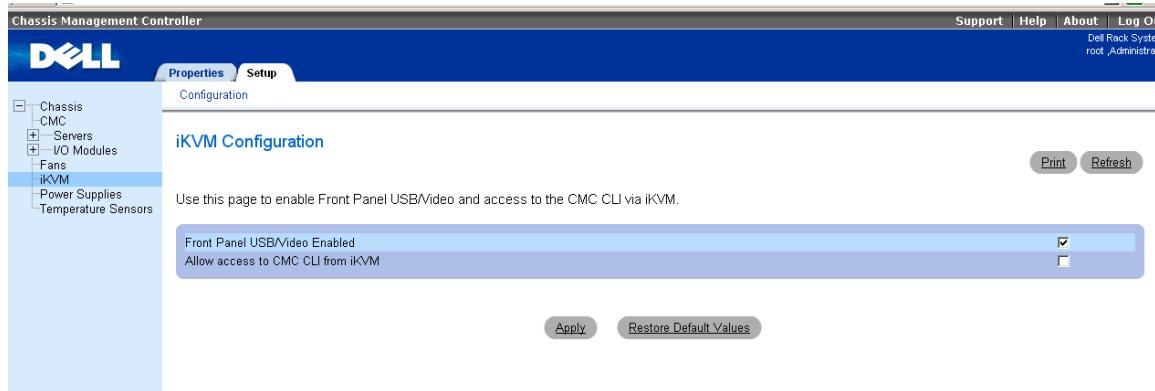 Chassis Management Controller
Support | Help | About | Log O
Dell Rack Syste
root ,Administra
DELL
Properties
Setup
Configuration
Chassis
CMC
Servers
I/O Modules
Fans
iKVM
Power Supplies
Temperature Sensors
iKVM Configuration
Print
Refresh
Use this page to enable Front Panel USB/Video and access to the CMC CLI via iKVM.
Front Panel USB/Video Enabled
Allow access to CMC CLI from iKVM
Apply
Restore Default Values